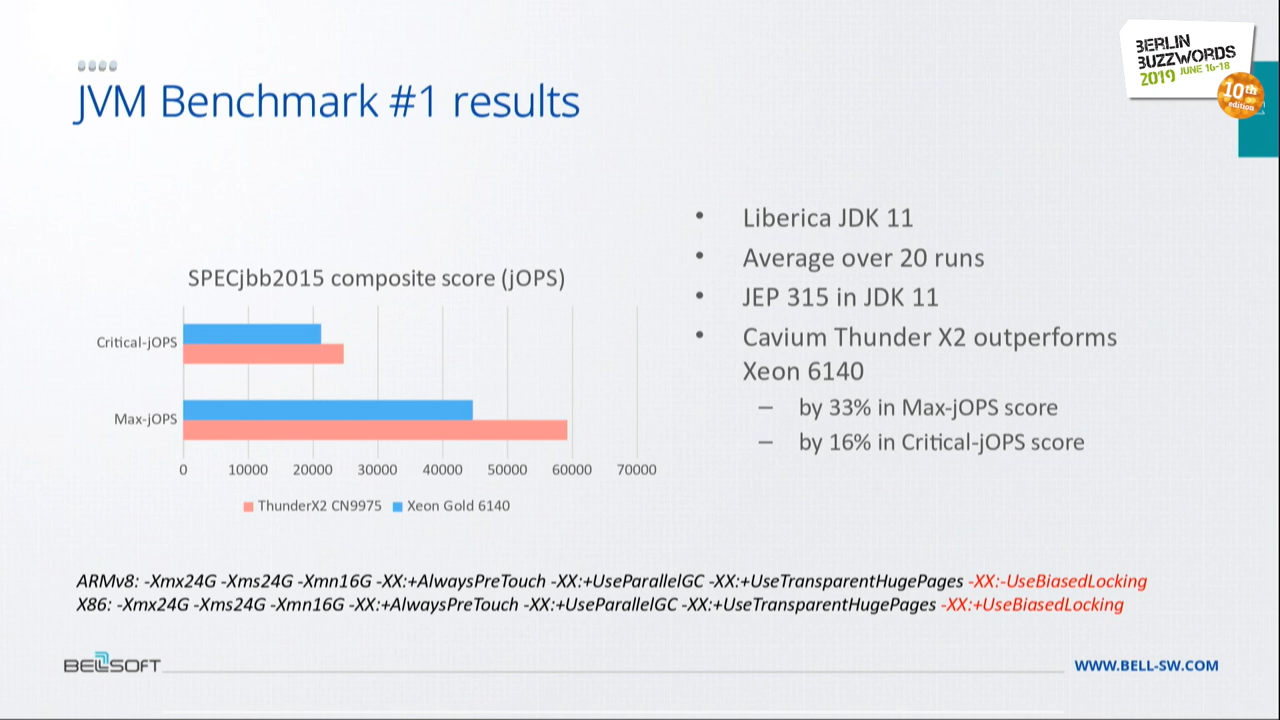 BERLIN
BUZZWORDS
2019 JUNE 16-18
10th
edition
JVM Benchmark #1 results
SPECjbb2015 composite score (jOPS)
Critical-jOPS
Max-jOPS
0 10000 20000 30000 40000 50000 60000 70000
ThunderX2 CN9975 Xeon Gold 6140
• Liberica JDK 11
• Average over 20 runs
• JEP 315 in JDK 11
• Cavium Thunder X2 outperforms
Xeon 6140
– by 33% in Max-jOPS score
– by 16% in Critical-jOPS score
ARMv8: -Xmx24G -Xms24G -Xmn16G -XX:+AlwaysPreTouch -XX:+UseParallelGC -XX:+UseTransparentHugePages -XX:-UseBiasedLocking
X86: -Xmx24G -Xms24G -Xmn16G -XX:+AlwaysPreTouch -XX:+UseParallelGC -XX:+UseTransparentHugePages -XX:+UseBiasedLocking
BELLSOFT
WWW.BELL-SW.COM